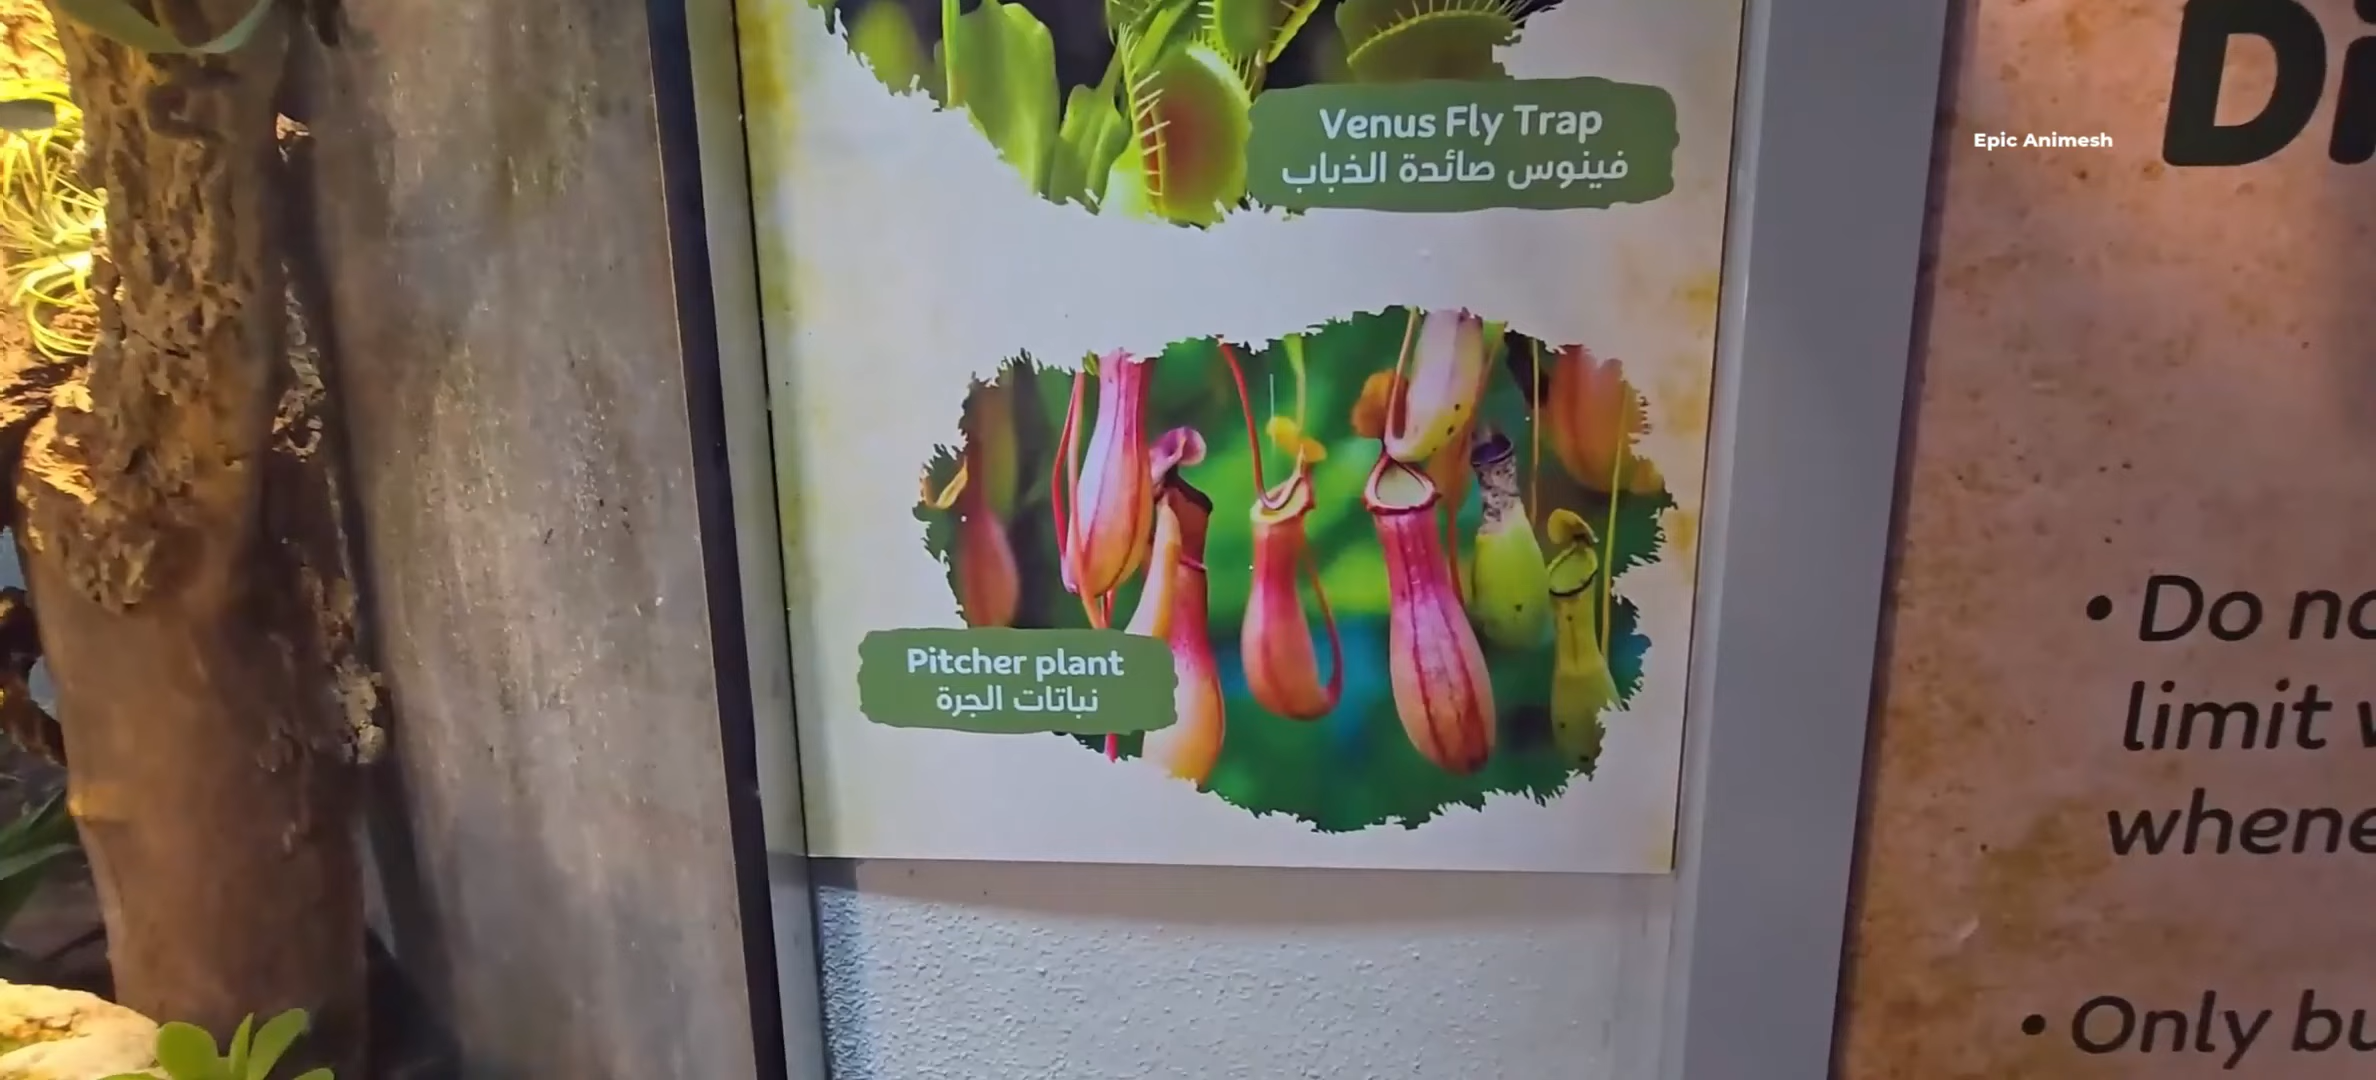 Venus Fly Trap
فينوس صائدة الذباب
Pitcher plant
نباتات الجرة
Epic Animesh
• Do
limit
• Only